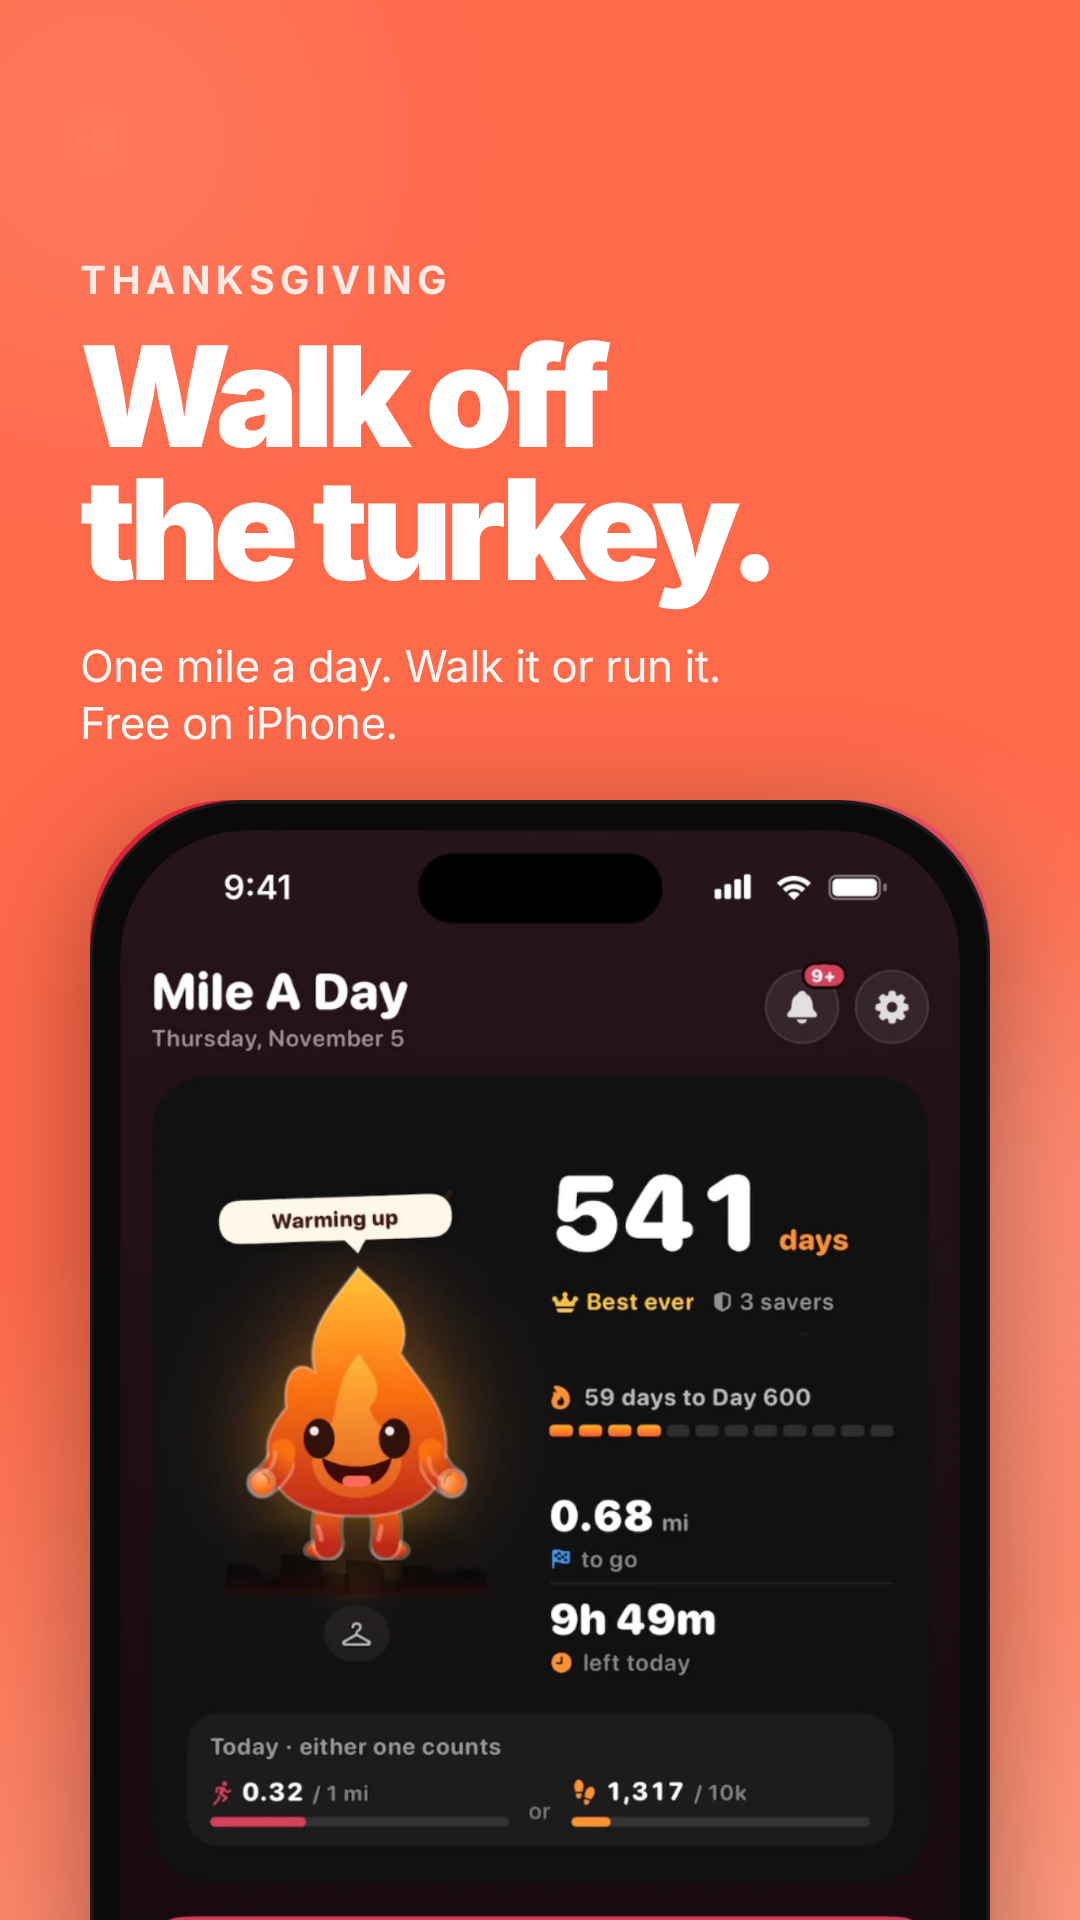 THANKSGIVING
Walk off
the turkey.
One mile a day. Walk it or run it.
Free on iPhone.
9:41
Mile A Day
9+
Thursday, November 5
Warming up
541 days
Best ever 3 savers
59 days to Day 600
0.68 mi
to go
9h 49m
left today
Today · either one counts
0.32 / 1 mi or 1,317 / 10k